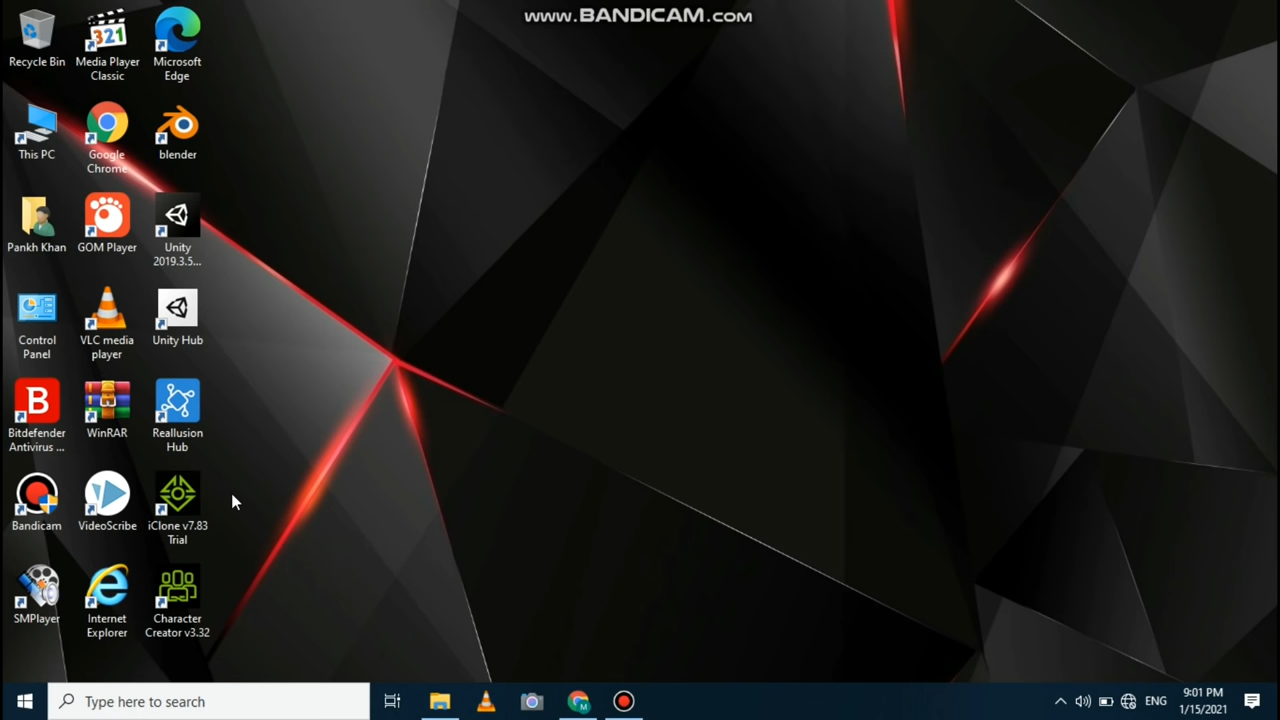 www.BANDICAM.com
Recycle Bin
Media Player
Classic
321
Microsoft
Edge
This PC
Google
Chrome
blender
Pankh Khan
GOM Player
Unity
2019.3.5...
Control
Panel
VLC media
player
Unity Hub
B
Bitdefender
Antivirus ...
WinRAR
Reallusion
Hub
Bandicam
VideoScribe
iClone v7.83
Trial
SMPlayer
Internet
Explorer
Character
Creator v3.32
Type here to search
M
ENG
9:01 PM
1/15/2021